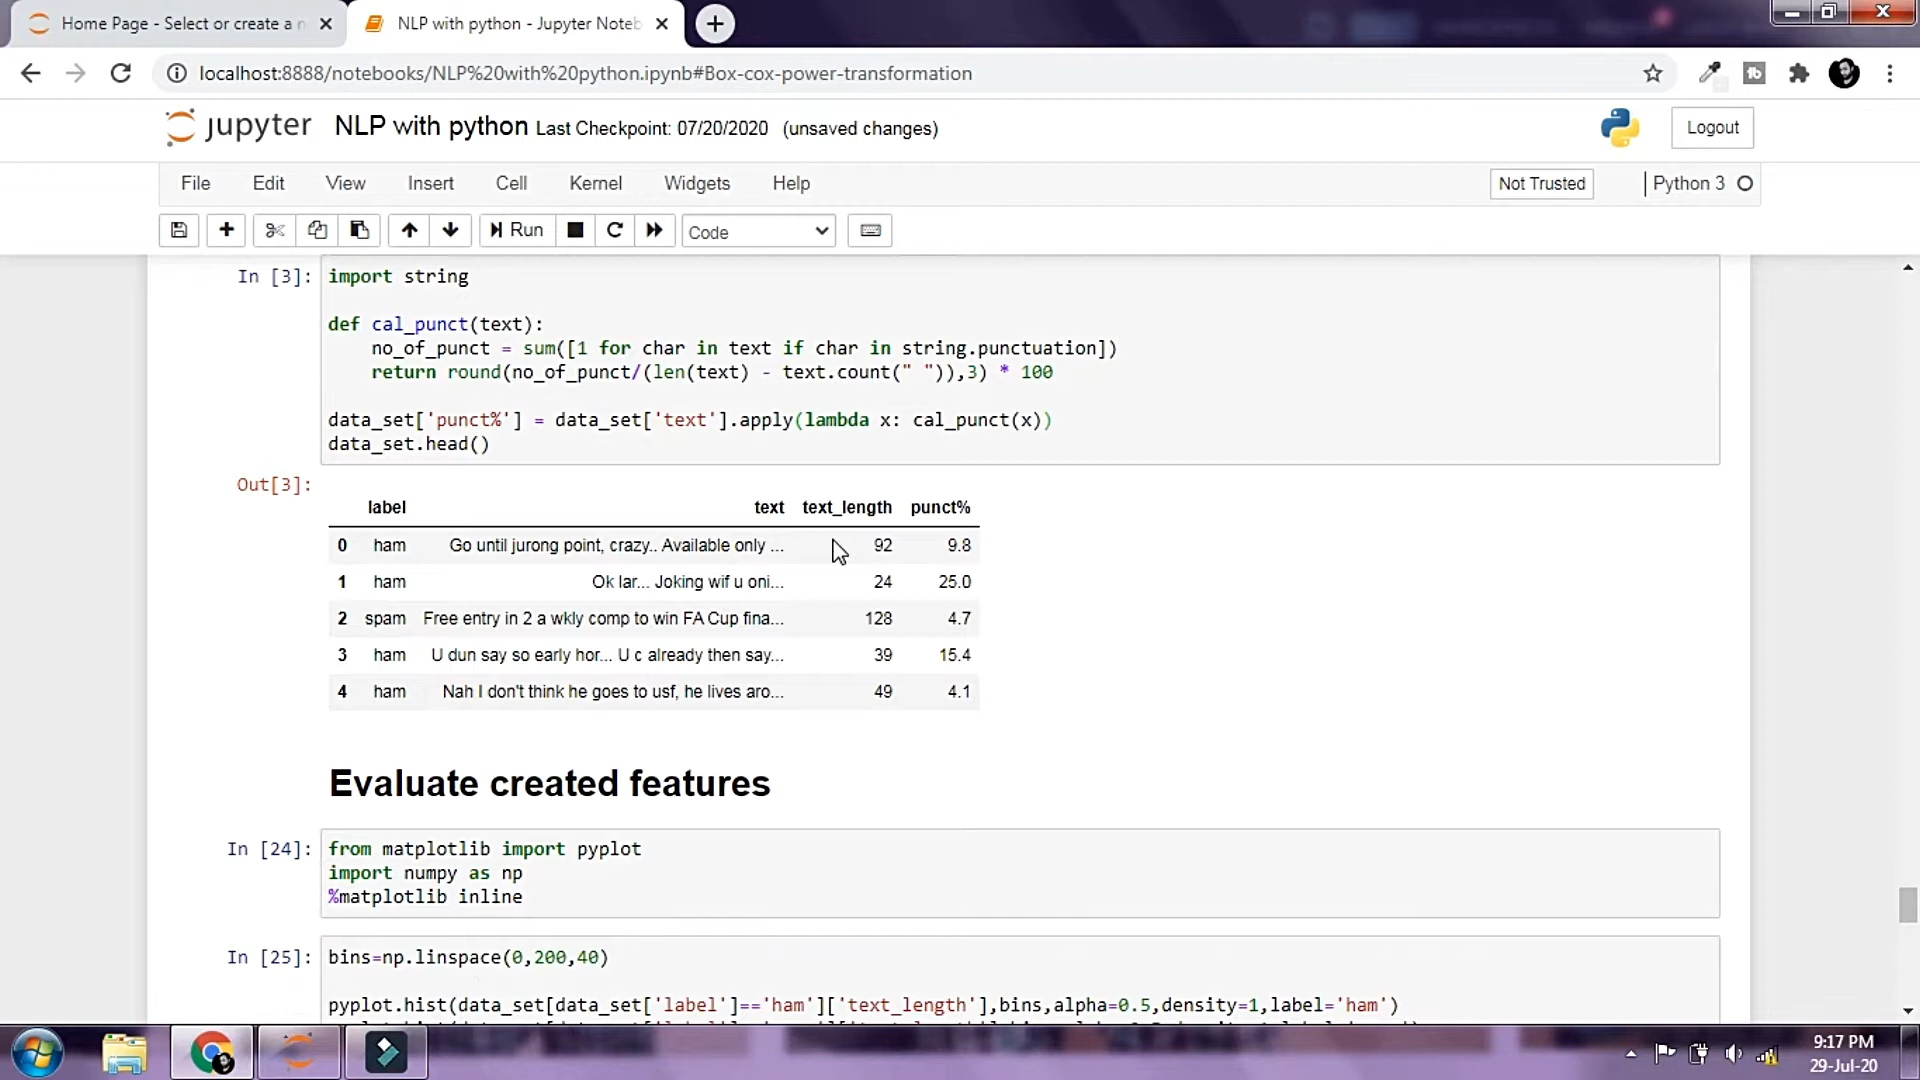 Home Page - Select or create a n
NLP with python - Jupyter Noteb
localhost:8888/notebooks/NLP%20with%20python.ipynb#Box-cox-power-transformation
jupyter NLP with python Last Checkpoint: 07/20/2020 (unsaved changes)
Logout
File Edit View Insert Cell Kernel Widgets Help
Not Trusted
Python 3
Run
Code
In [3]: import string
def cal_punct(text):
no_of_punct = sum([1 for char in text if char in string.punctuation])
return round(no_of_punct/(len(text) - text.count(" ")),3) * 100
data_set['punct%'] = data_set['text'].apply(lambda x: cal_punct(x))
data_set.head()
Out[3]:
label text text_length punct%
0 ham Go until jurong point, crazy.. Available only ... 92 9.8
1 ham Ok lar... Joking wif u oni... 24 25.0
2 spam Free entry in 2 a wkly comp to win FA Cup fina... 128 4.7
3 ham U dun say so early hor... U c already then say... 39 15.4
4 ham Nah I don't think he goes to usf, he lives aro... 49 4.1
Evaluate created features
In [24]: from matplotlib import pyplot
import numpy as np
%matplotlib inline
In [25]: bins=np.linspace(0,200,40)
pyplot.hist(data_set[data_set['label']=='ham']['text_length'],bins,alpha=0.5,density=1,label='ham')
9:17 PM
29-Jul-20